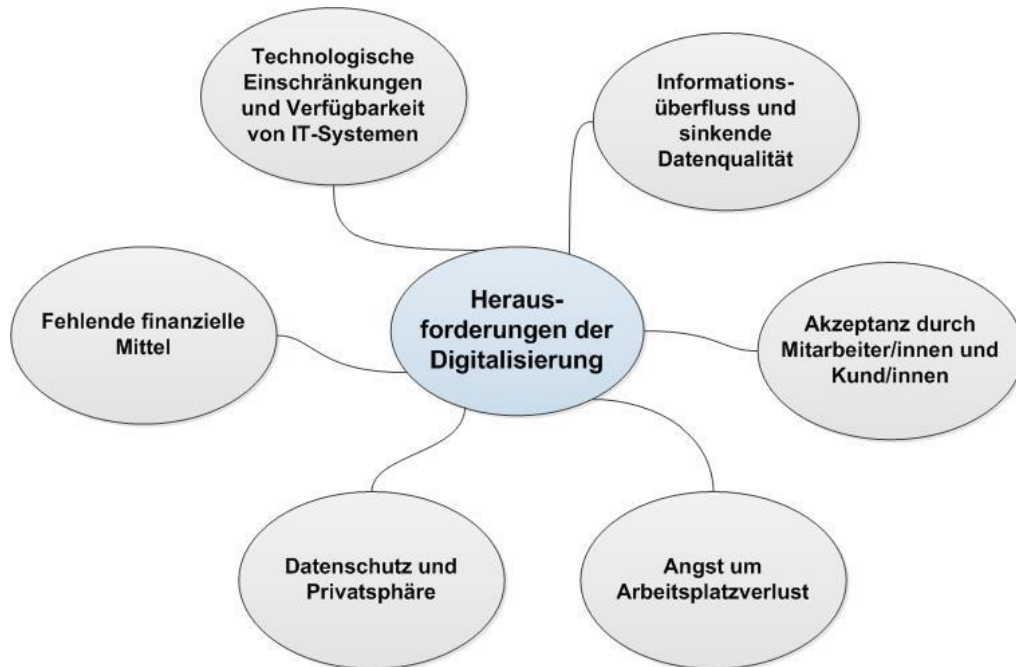 Technologische
Einschränkungen
und Verfügbarkeit
von IT-Systemen
Informations-
überfluss und
sinkende
Datenqualität
Fehlende finanzielle
Mittel
Heraus-
forderungen der
Digitalisierung
Akzeptanz durch
Mitarbeiter/innen und
Kund/innen
Datenschutz und
Privatsphäre
Angst um
Arbeitsplatzverlust